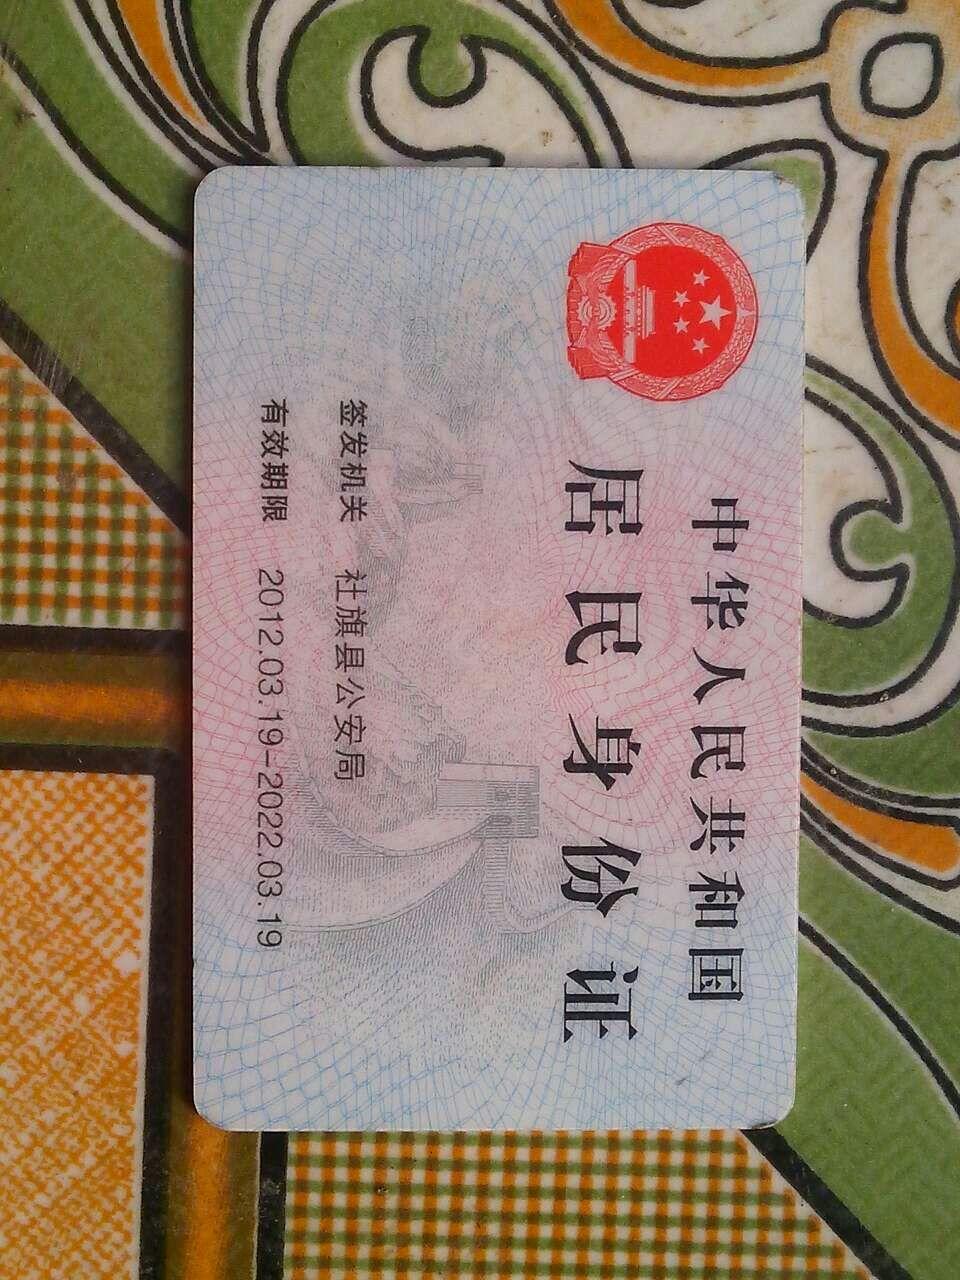 中华人民共和国
居民身份证
签发机关 社旗县公安局
有效期限 2012.03.19-2022.03.19